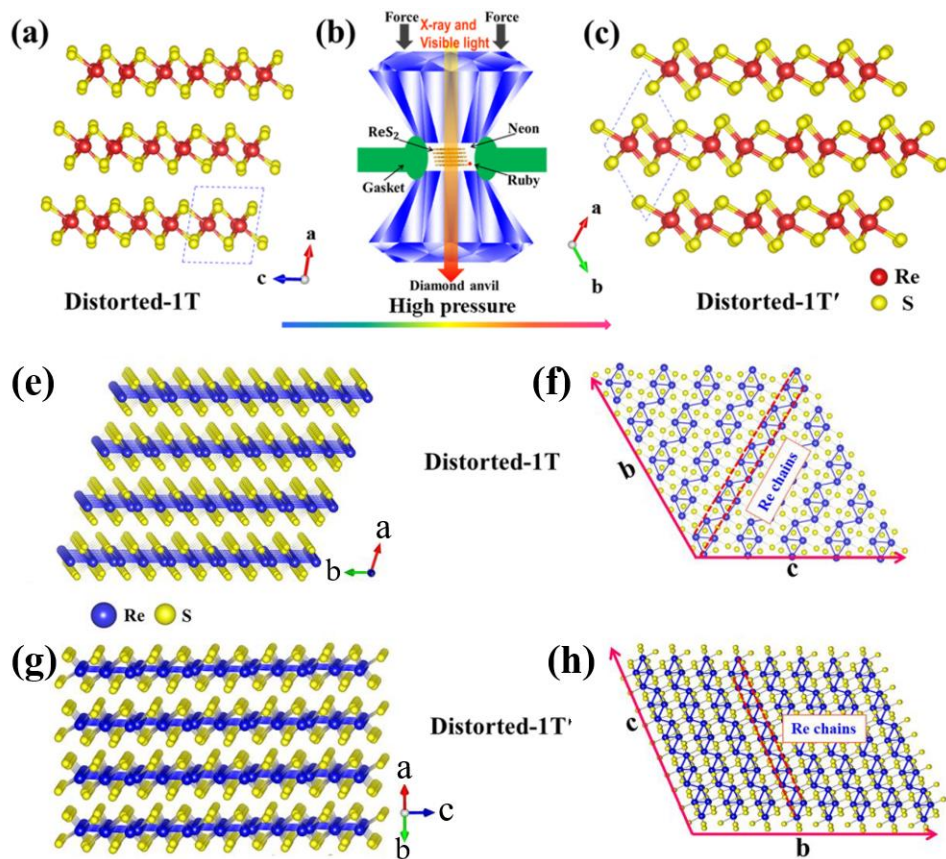 (a)
a
c
Distorted-1T
(b)
Force
Force
X-ray and
Visible light
ReS₂
Neon
Gasket
Ruby
Diamond anvil
High pressure
(c)
a
b
Re
S
Distorted-1T′
(e)
a
b
Re
S
Distorted-1T
(f)
b
Re chains
c
(g)
a
c
b
Distorted-1T'
(h)
c
Re chains
b